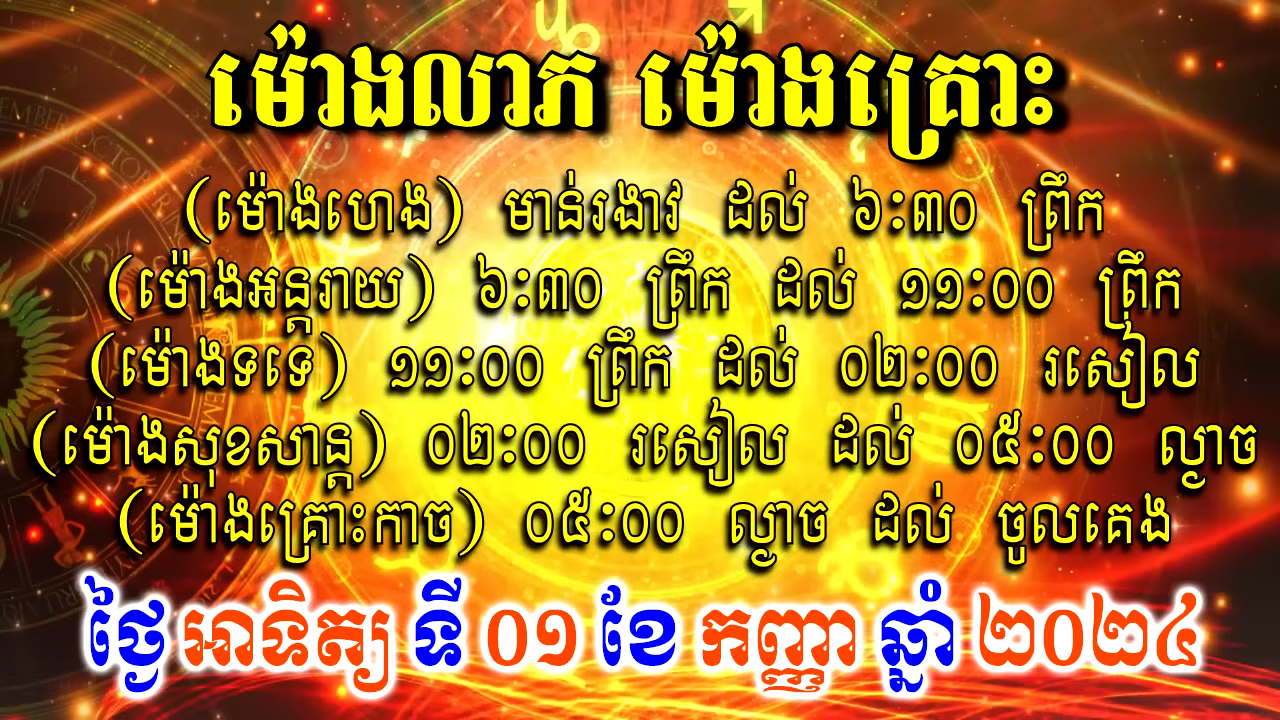 ម៉ោងលាភ ម៉ោងគ្រោះ
(ម៉ោងហេង) មាន់រងាវ ដល់ ៦:៣០ ព្រឹក
(ម៉ោងអន្តរាយ) ៦:៣០ ព្រឹក ដល់ ១១:០០ ព្រឹក
(ម៉ោងទទេ) ១១:០០ ព្រឹក ដល់ ០២:០០ រសៀល
(ម៉ោងសុខសាន្ត) ០២:០០ រសៀល ដល់ ០៥:០០ ល្ងាច
(ម៉ោងគ្រោះកាច) ០៥:០០ ល្ងាច ដល់ ចូលគេង
ថ្ងៃ អាទិត្យ ទី ០១ ខែ កញ្ញា ឆ្នាំ ២០២៤